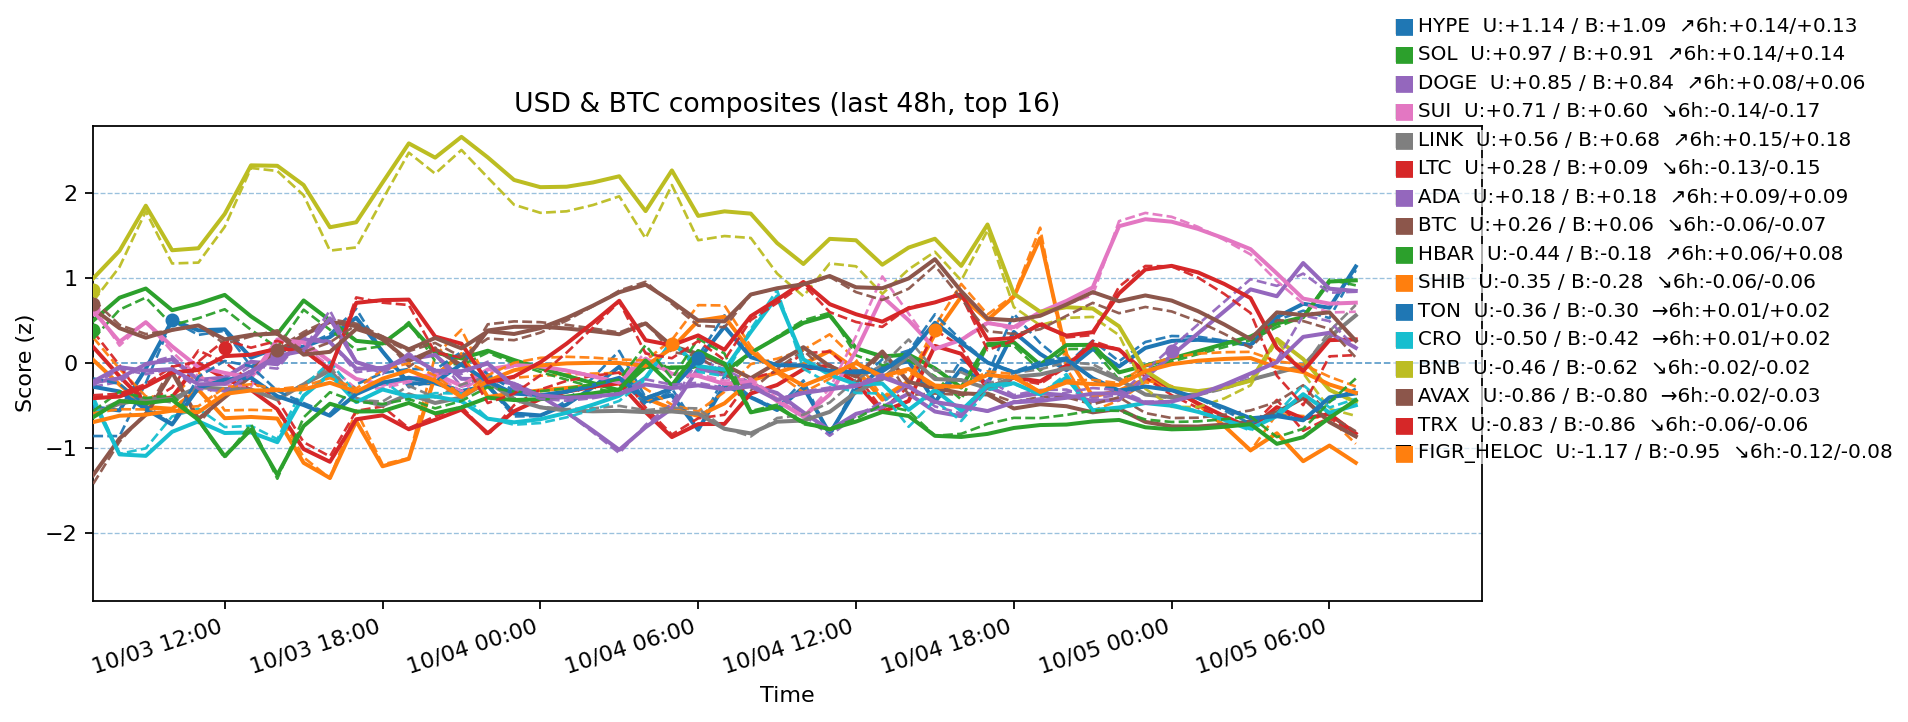 HYPE  U:+1.14 / B:+1.09  ↗6h:+0.14/+0.13
SOL  U:+0.97 / B:+0.91  ↗6h:+0.14/+0.14
DOGE  U:+0.85 / B:+0.84  ↗6h:+0.08/+0.06
SUI  U:+0.71 / B:+0.60  ↘6h:-0.14/-0.17
LINK  U:+0.56 / B:+0.68  ↗6h:+0.15/+0.18
LTC  U:+0.28 / B:+0.09  ↘6h:-0.13/-0.15
ADA  U:+0.18 / B:+0.18  ↗6h:+0.09/+0.09
BTC  U:+0.26 / B:+0.06  ↘6h:-0.06/-0.07
HBAR  U:-0.44 / B:-0.18  ↗6h:+0.06/+0.08
SHIB  U:-0.35 / B:-0.28  ↘6h:-0.06/-0.06
TON  U:-0.36 / B:-0.30  →6h:+0.01/+0.02
CRO  U:-0.50 / B:-0.42  →6h:+0.01/+0.02
BNB  U:-0.46 / B:-0.62  ↘6h:-0.02/-0.02
AVAX  U:-0.86 / B:-0.80  →6h:-0.02/-0.03
TRX  U:-0.83 / B:-0.86  ↘6h:-0.06/-0.06
FIGR_HELOC  U:-1.17 / B:-0.95  ↘6h:-0.12/-0.08
USD & BTC composites (last 48h, top 16)
Score (z)
2
1
0
−1
−2
10/03 12:00
10/03 18:00
10/04 00:00
10/04 06:00
10/04 12:00
10/04 18:00
10/05 00:00
10/05 06:00
Time